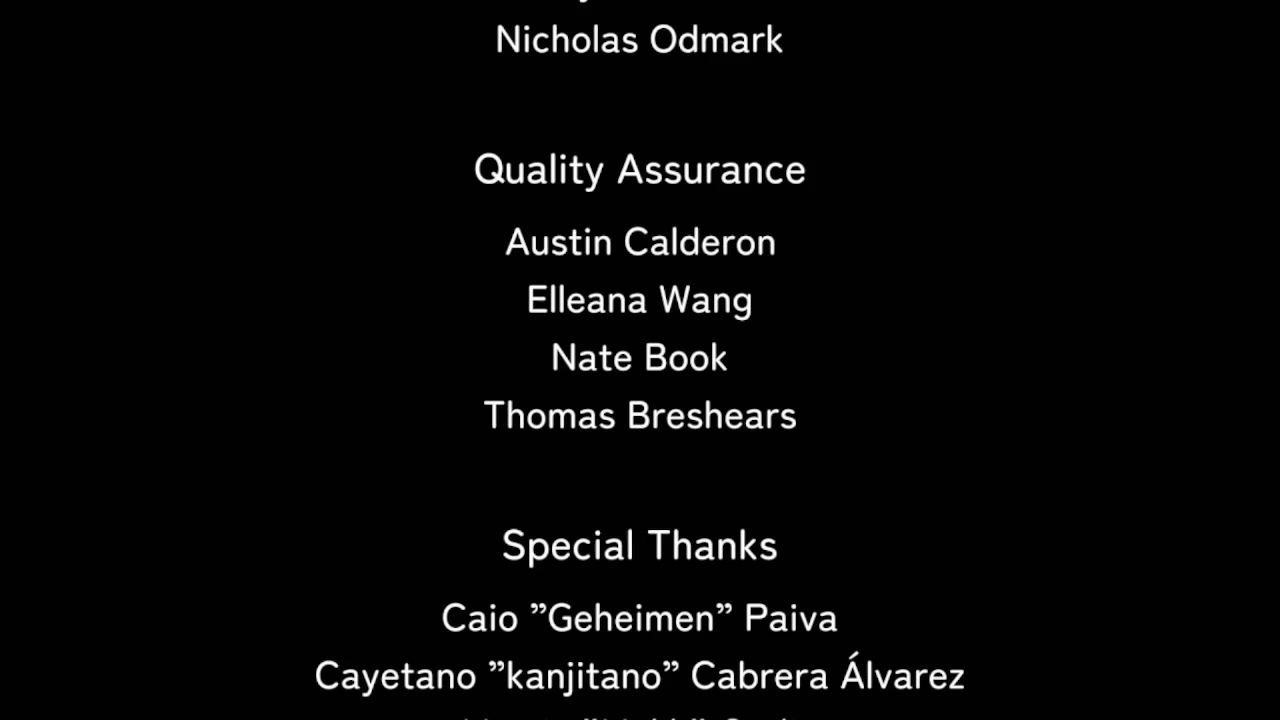 Nicholas Odmark
Quality Assurance
Austin Calderon
Elleana Wang
Nate Book
Thomas Breshears
Special Thanks
Caio ”Geheimen” Paiva
Cayetano ”kanjitano” Cabrera Álvarez